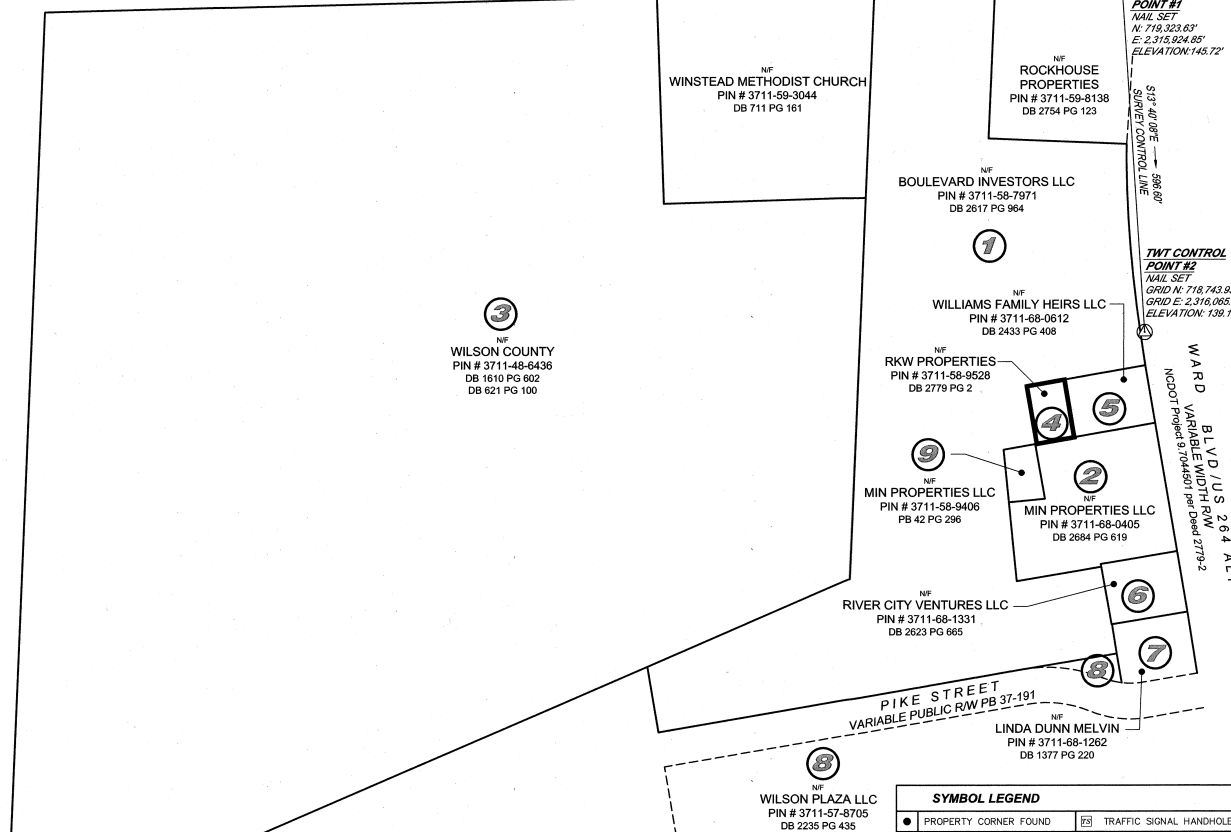 POINT #1
NAIL SET
N: 719,323.63'
E: 2,315,924.85'
ELEVATION:145.72'
N/F
WINSTEAD METHODIST CHURCH
PIN # 3711-59-3044
DB 711 PG 161
N/F
ROCKHOUSE
PROPERTIES
PIN # 3711-59-8138
DB 2754 PG 123
S13° 40' 08"E 596.60'
SURVEY CONTROL LINE
N/F
BOULEVARD INVESTORS LLC
PIN # 3711-58-7971
DB 2617 PG 964
1
TWT CONTROL
POINT #2
NAIL SET
GRID N: 718,743.9
GRID E: 2,316,065.
ELEVATION: 139.1
N/F
WILLIAMS FAMILY HEIRS LLC
PIN # 3711-68-0612
DB 2433 PG 408
3
N/F
WILSON COUNTY
PIN # 3711-48-6436
DB 1610 PG 602
DB 621 PG 100
N/F
RKW PROPERTIES
PIN # 3711-58-9528
DB 2779 PG 2
4
5
WARD BLVD/US 264 AL
VARIABLE WIDTH R/W
NCDOT Project 9.7044501 per Deed 2779-2
9
N/F
MIN PROPERTIES LLC
PIN # 3711-58-9406
PB 42 PG 296
2
N/F
MIN PROPERTIES LLC
PIN # 3711-68-0405
DB 2684 PG 619
N/F
RIVER CITY VENTURES LLC
PIN # 3711-68-1331
DB 2623 PG 665
6
7
8
PIKE STREET
VARIABLE PUBLIC R/W PB 37-191
N/F
LINDA DUNN MELVIN
PIN # 3711-68-1262
DB 1377 PG 220
8
N/F
WILSON PLAZA LLC
PIN # 3711-57-8705
DB 2235 PG 435
SYMBOL LEGEND
PROPERTY CORNER FOUND
TS TRAFFIC SIGNAL HANDHOLD